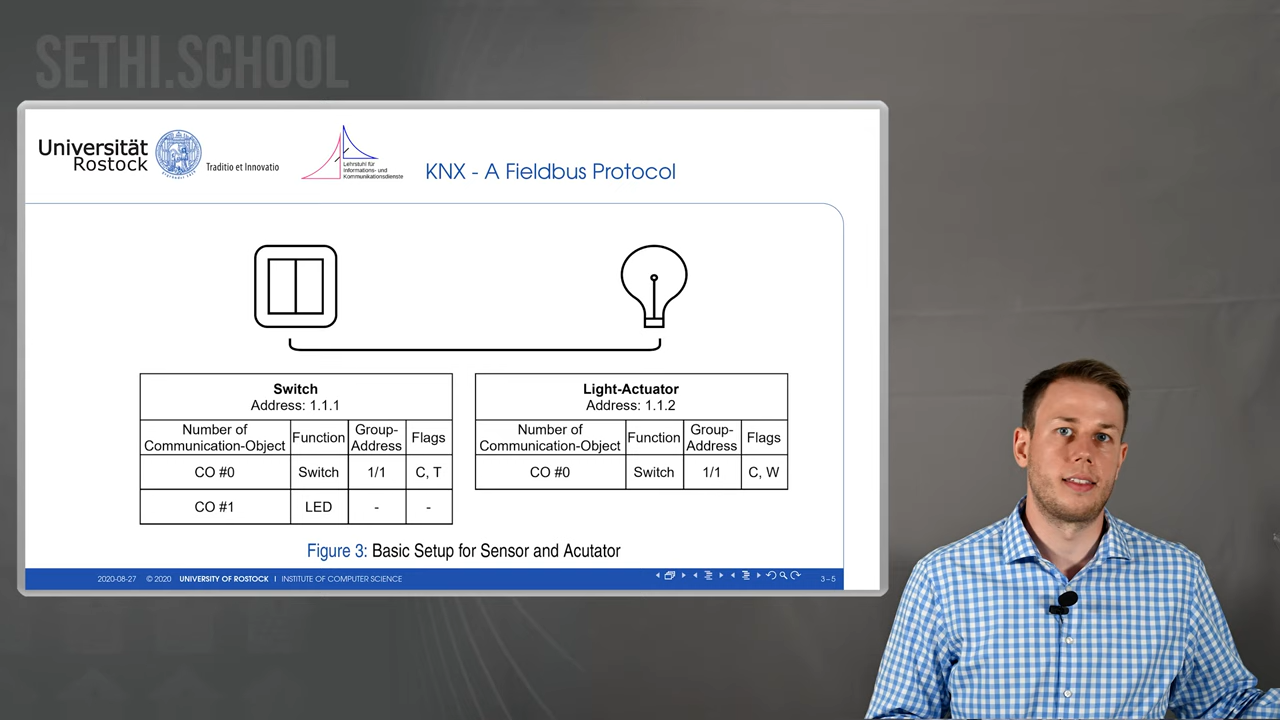 SETHI.SCHOOL
Universität
Rostock
Traditio et Innovatio
Lehrstuhl für
Informations- und
Kommunikationsdienste
KNX - A Fieldbus Protocol
Switch
Address: 1.1.1
Number of Communication-Object Function Group-Address Flags
CO #0 Switch 1/1 C, T
CO #1 LED - -
Light-Actuator
Address: 1.1.2
Number of Communication-Object Function Group-Address Flags
CO #0 Switch 1/1 C, W
Figure 3: Basic Setup for Sensor and Acutator
2020-08-27 © 2020 UNIVERSITY OF ROSTOCK | INSTITUTE OF COMPUTER SCIENCE 3 – 5